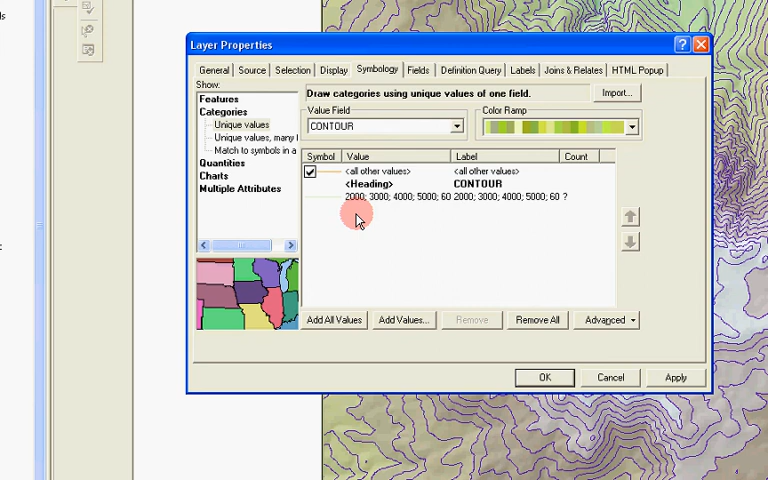 Layer Properties
General Source Selection Display Symbology Fields Definition Query Labels Joins & Relates HTML Popup
Show:
Features
Categories
Unique values
Unique values, many
Match to symbols in a
Quantities
Charts
Multiple Attributes
Draw categories using unique values of one field.
Import...
Value Field
CONTOUR
Color Ramp
Symbol Value Label Count
<all other values> <all other values>
<Heading> CONTOUR
2000; 3000; 4000; 5000; 60 2000; 3000; 4000; 5000; 60 ?
Add All Values Add Values... Remove Remove All Advanced
OK Cancel Apply